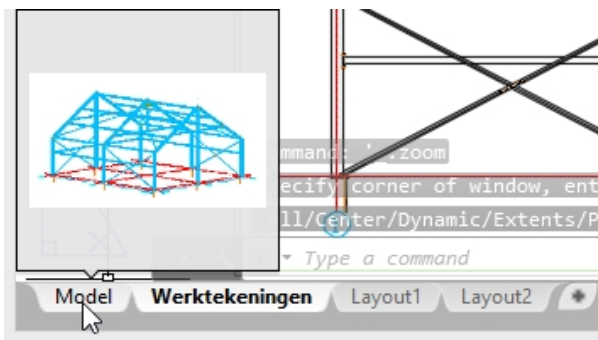 mmand: '_.zoom
ecify corner of window, ent
ll/Center/Dynamic/Extents/P
Type a command
Model Werktekeningen Layout1 Layout2